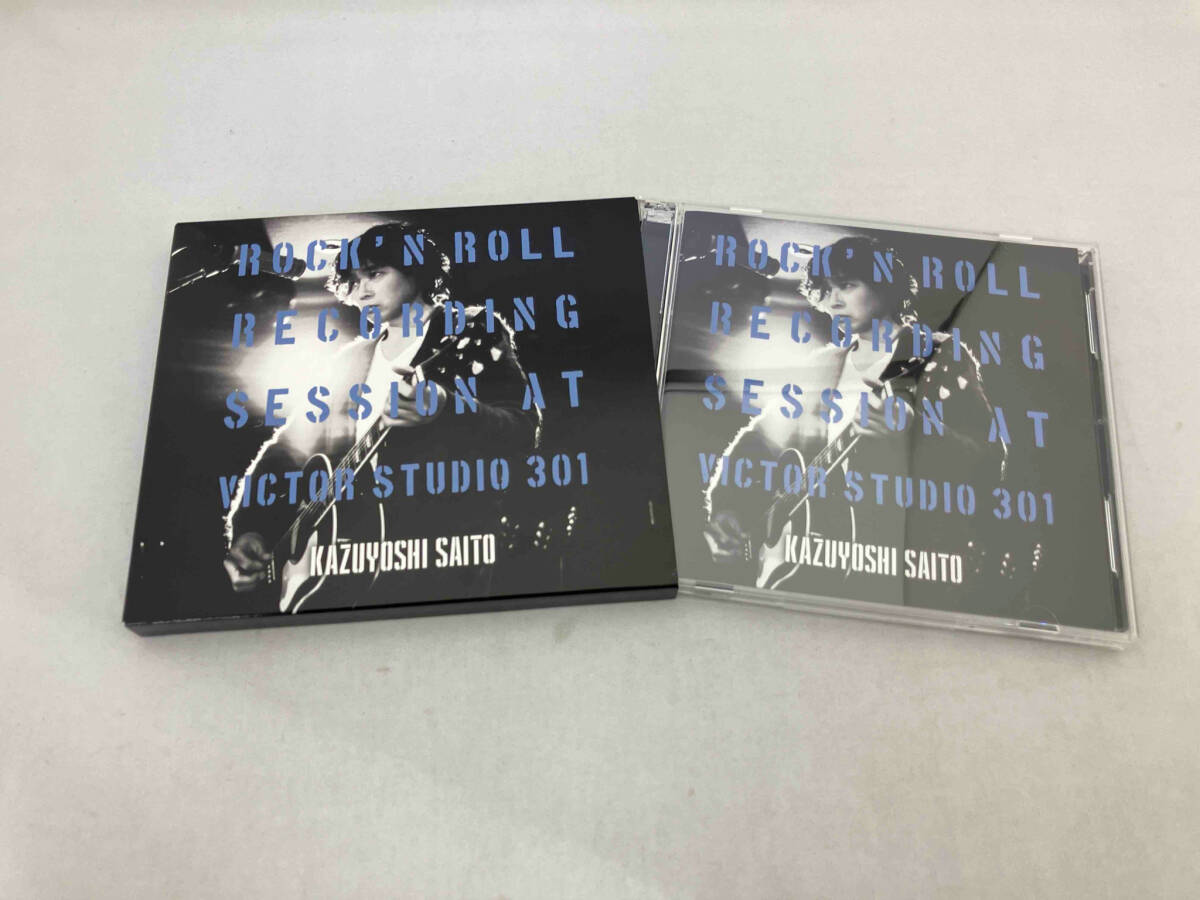 ROCK'N ROLL
RECORDING
SESSION AT
VICTOR STUDIO 301
KAZUYOSHI SAITO
ROCK'N ROLL
RECORDING
SESSION AT
VICTOR STUDIO 301
KAZUYOSHI SAITO